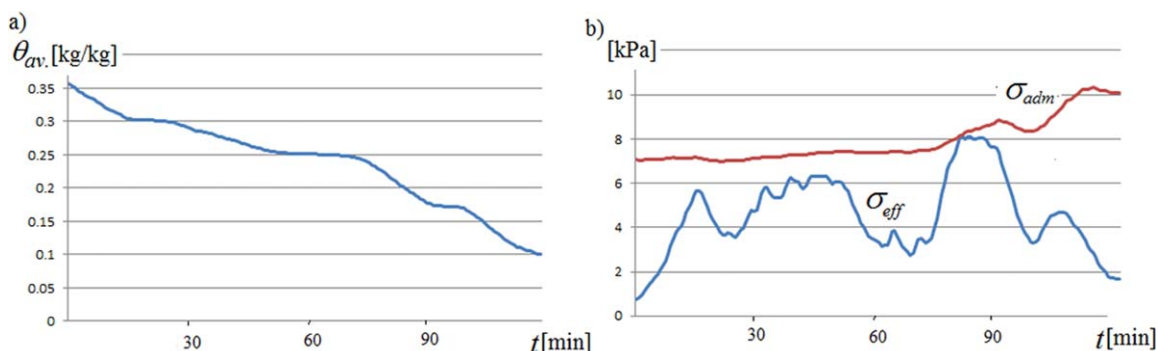 a)
θav. [kg/kg]
0.35
0.3
0.25
0.2
0.15
0.1
0.05
0
30
60
90
t[min]
b)
[kPa]
10
8
6
4
2
0
30
60
90
t[min]
σadm.
σeff